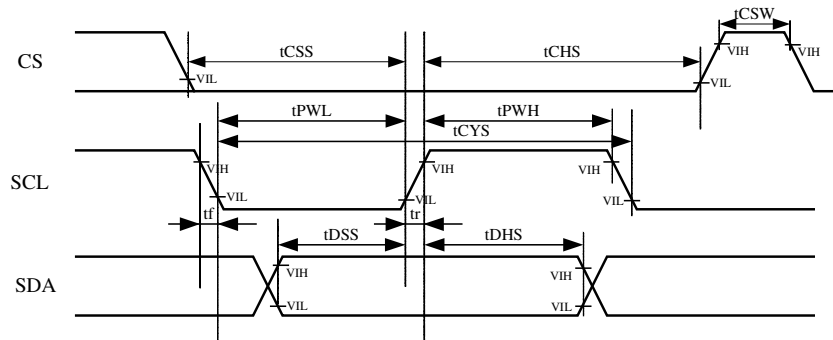 tCSW
CS
tCSS
tCHS
VIH
VIH
VIL
VIL
tPWL
tPWH
tCYS
SCL
VIH
VIH
VIH
VIL
VIL
VIL
tf
tr
tDSS
tDHS
SDA
VIH
VIH
VIL
VIL